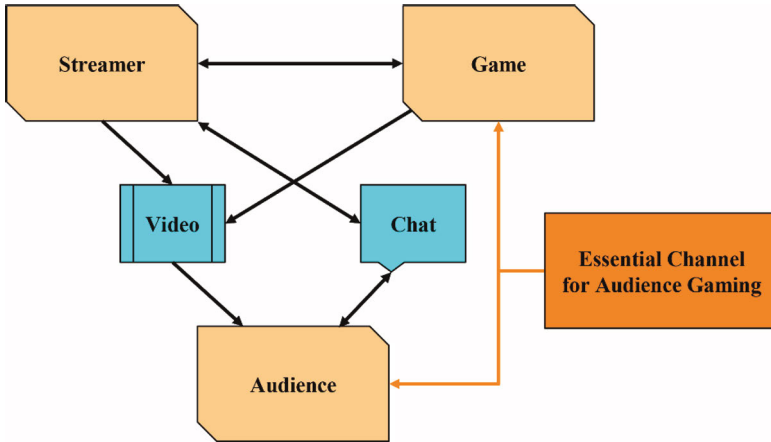 Streamer
Game
Video
Chat
Essential Channel
for Audience Gaming
Audience